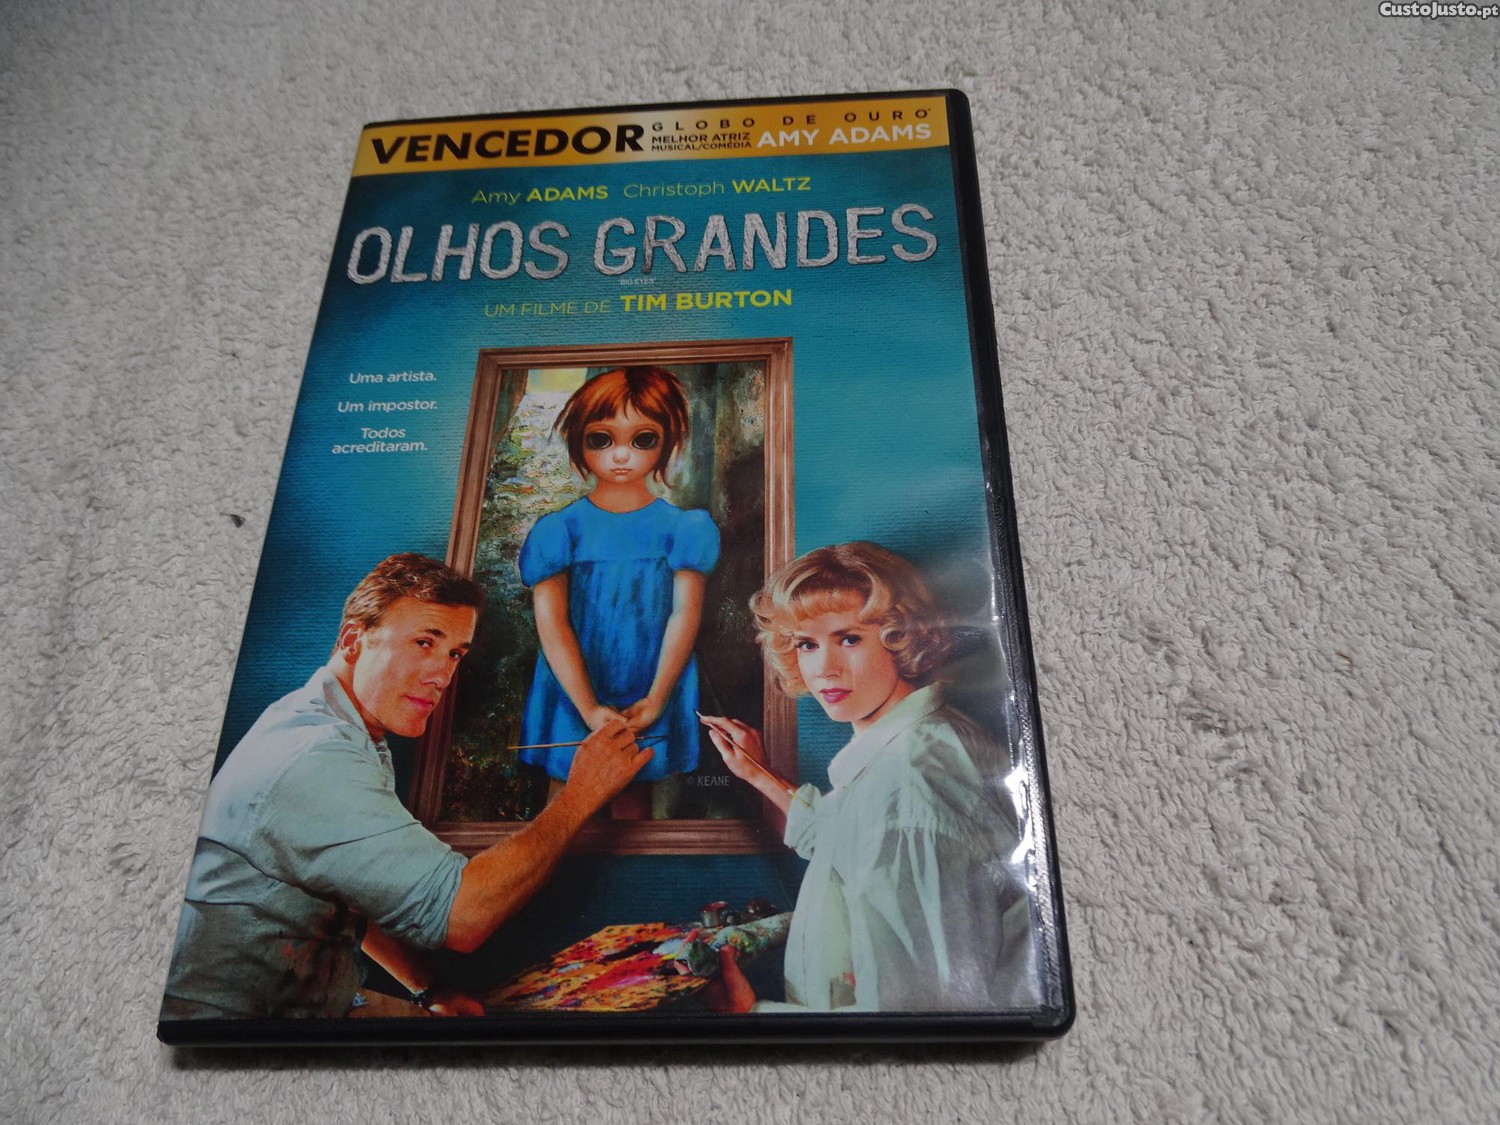 CustoJusto.pt
VENCEDOR
GLOBO DE OURO
MELHOR ATRIZ
MUSICAL/COMÉDIA
AMY ADAMS
Amy ADAMS Christoph WALTZ
OLHOS GRANDES
"BIG EYES"
UM FILME DE TIM BURTON
Uma artista.
Um impostor.
Todos
acreditaram.
© KEANE